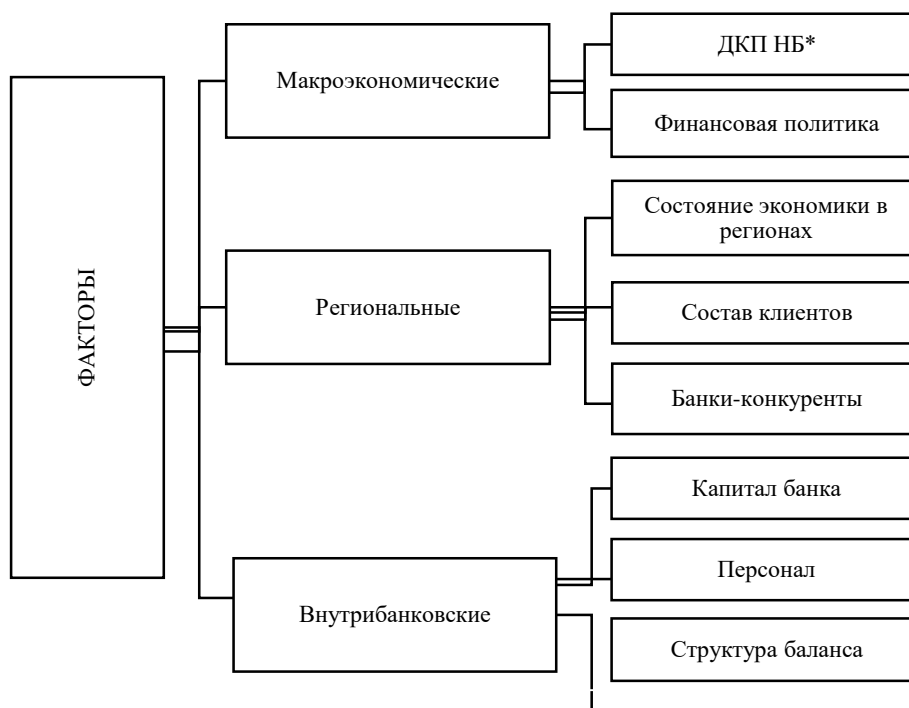 ФАКТОРЫ
Макроэкономические
ДКП НБ*
Финансовая политика
Региональные
Состояние экономики в
регионах
Состав клиентов
Банки-конкуренты
Внутрибанковские
Капитал банка
Персонал
Структура баланса